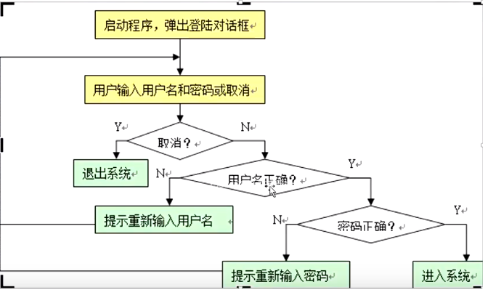 启动程序，弹出登陆对话框
用户输入用户名和密码或取消
Y
N
取消？
退出系统
N
Y
用户名正确？
提示重新输入用户名
N
Y
密码正确？
提示重新输入密码
进入系统